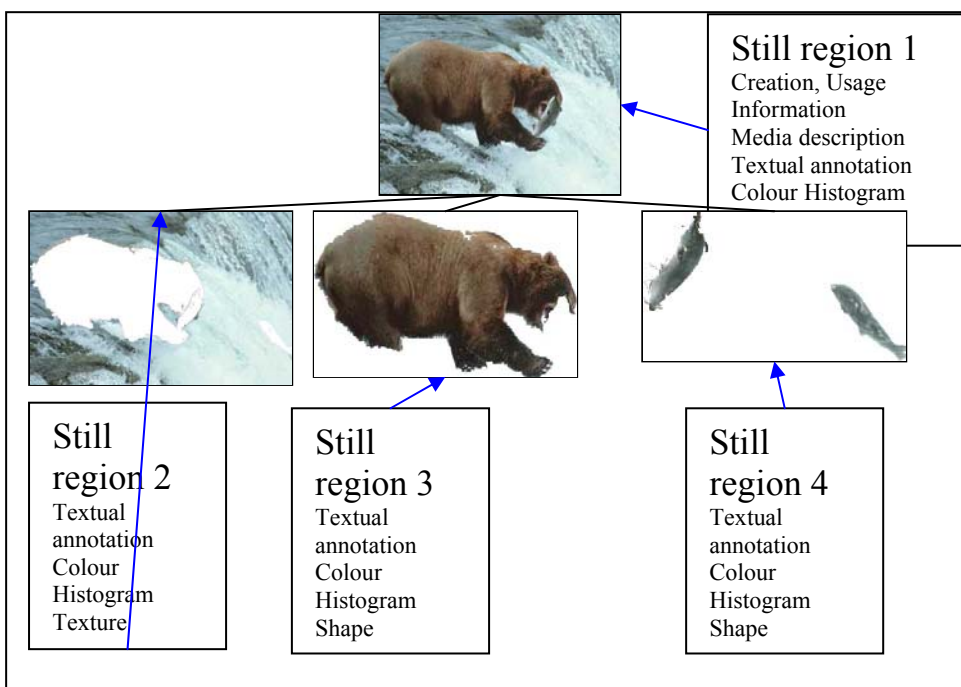 Still region 1
Creation, Usage
Information
Media description
Textual annotation
Colour Histogram
Still
region 2
Textual
annotation
Colour
Histogram
Texture
Still
region 3
Textual
annotation
Colour
Histogram
Shape
Still
region 4
Textual
annotation
Colour
Histogram
Shape